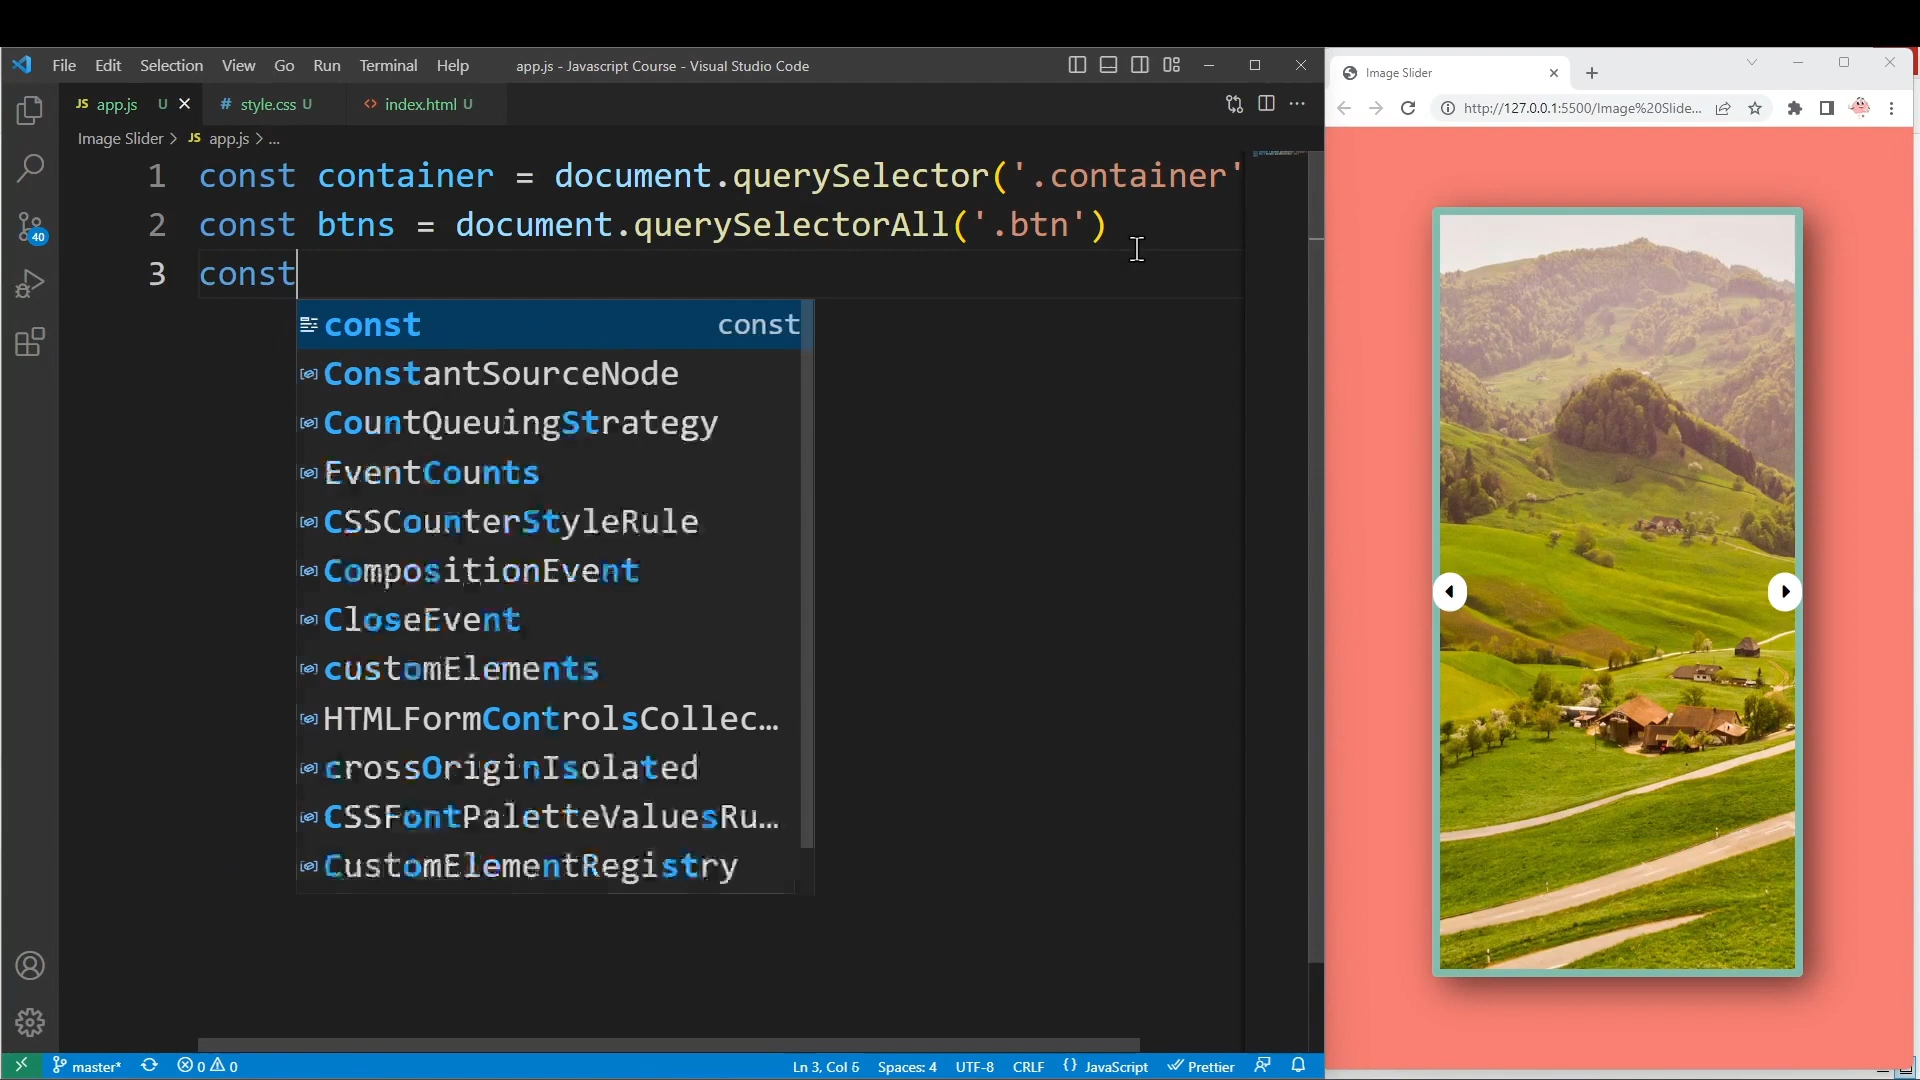 File Edit Selection View Go Run Terminal Help
app.js - Javascript Course - Visual Studio Code
JS app.js U
# style.css U
<> index.html U
Image Slider > JS app.js > ...
1 const container = document.querySelector('.container'
2 const btns = document.querySelectorAll('.btn')
3 const
const const
ConstantSourceNode
CountQueuingStrategy
EventCounts
CSSCounterStyleRule
CompositionEvent
CloseEvent
customElements
HTMLFormControlsCollec…
crossOriginIsolated
CSSFontPaletteValuesRu…
CustomElementRegistry
40
master* 0 0 Ln 3, Col 6 Spaces: 4 UTF-8 CRLF {} JavaScript Prettier
Image Slider
http://127.0.0.1:5500/Image%20Slide...